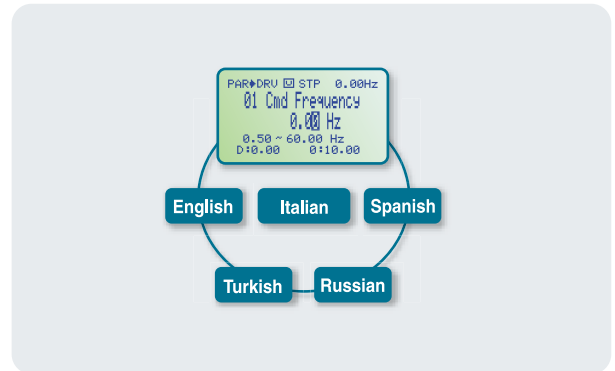 PAR➧DRV U STP 0.00Hz
01 Cmd Frequency
0.00 Hz
0.50 ~ 60.00 Hz
D:0.00 0:10.00
English Italian Spanish
Turkish Russian